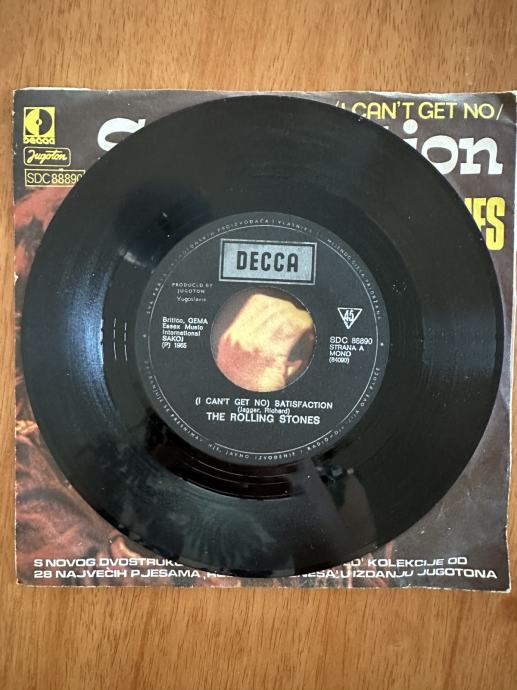 DECCA
Jugoton
SDC 88890
/I CAN'T GET NO/
S ion
ES
DECCA
PRODUCED BY
JUGOTON
Yugoslavia
45
Britico, GEMA
Essex Music
International
SAKOJ
(P) 1965
SDC 88890
STRANA A
MONO
(84090)
(I CAN'T GET NO) SATISFACTION
(Jagger, Richard)
THE ROLLING STONES
S NOVOG KOLEKCIJE OD
28 NAJVEĆIH PJESAMA U IZDANJU JUGOTONA